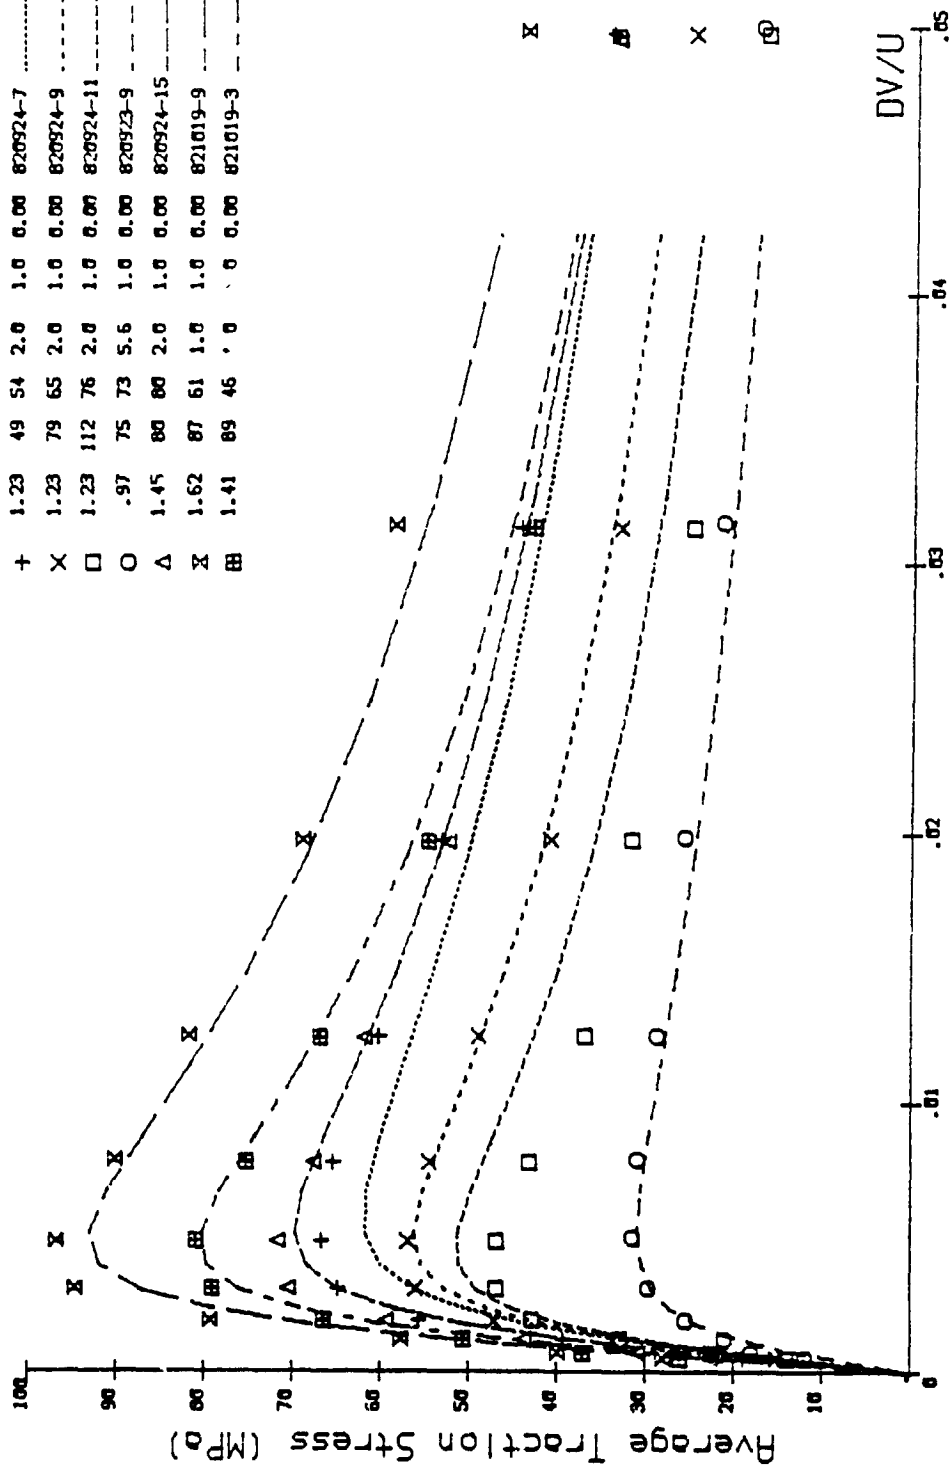 + 1.23 49 54 2.0 1.0 0.00 820924-7
× 1.23 79 65 2.0 1.0 0.00 820924-9
□ 1.23 112 76 2.0 1.0 0.00 820924-11
○ .97 75 73 5.6 1.0 0.00 820923-9
△ 1.45 80 80 2.0 1.0 0.00 820924-15
1.62 87 61 1.0 1.0 0.00 821019-9
⊞ 1.41 89 46 0 0 0.00 821019-3
Average Traction Stress (MPa)
100
90
80
70
60
50
40
30
20
10
0
.01
.02
.03
.04
.05
DV/U